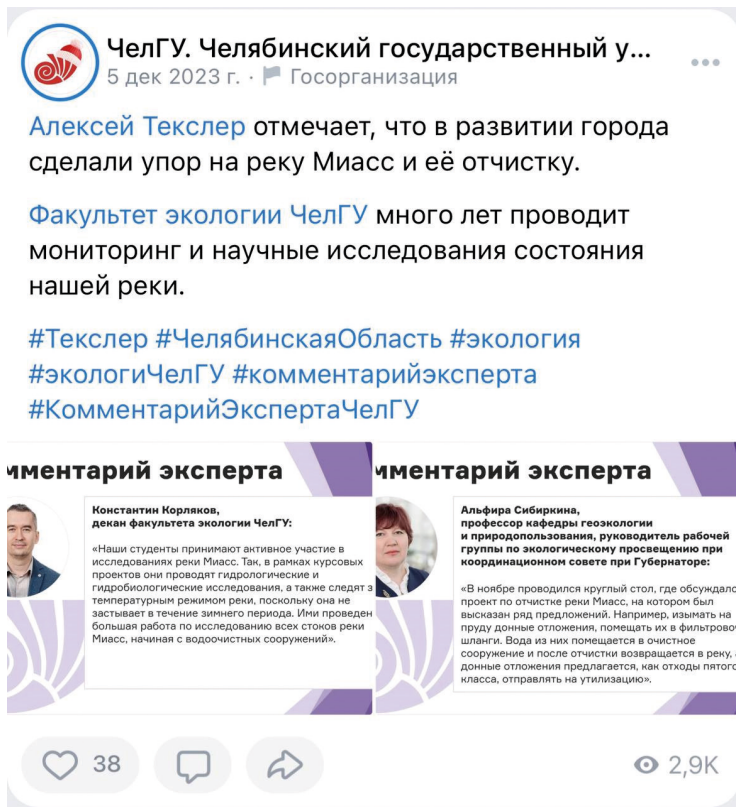 ЧелГУ. Челябинский государственный у...
5 дек 2023 г. · Госорганизация
Алексей Текслер отмечает, что в развитии города
сделали упор на реку Миасс и её отчистку.
Факультет экологии ЧелГУ много лет проводит
мониторинг и научные исследования состояния
нашей реки.
#Текслер #ЧелябинскаяОбласть #экология
#экологиЧелГУ #комментарийэксперта
#КомментарийЭкспертаЧелГУ
мментарий эксперта
Константин Корляков,
декан факультета экологии ЧелГУ:
«Наши студенты принимают активное участие в
исследованиях реки Миасс. Так, в рамках курсовых
проектов они проводят гидрологические и
гидробиологические исследования, а также следят з
температурным режимом реки, поскольку она не
застывает в течение зимнего периода. Ими проведен
большая работа по исследованию всех стоков реки
Миасс, начиная с водоочистных сооружений».
мментарий эксперта
Альфира Сибиркина,
профессор кафедры геоэкологии
и природопользования, руководитель рабочей
группы по экологическому просвещению при
координационном совете при Губернаторе:
«В ноябре проводился круглый стол, где обсуждалс
проект по отчистке реки Миасс, на котором был
высказан ряд предложений. Например, изымать на
пруду донные отложения, помещать их в фильтрово
шланги. Вода из них помещается в очистное
сооружение и после отчистки возвращается в реку, а
донные отложения предлагается, как отходы пятого
класса, отправлять на утилизацию».
38
2,9K